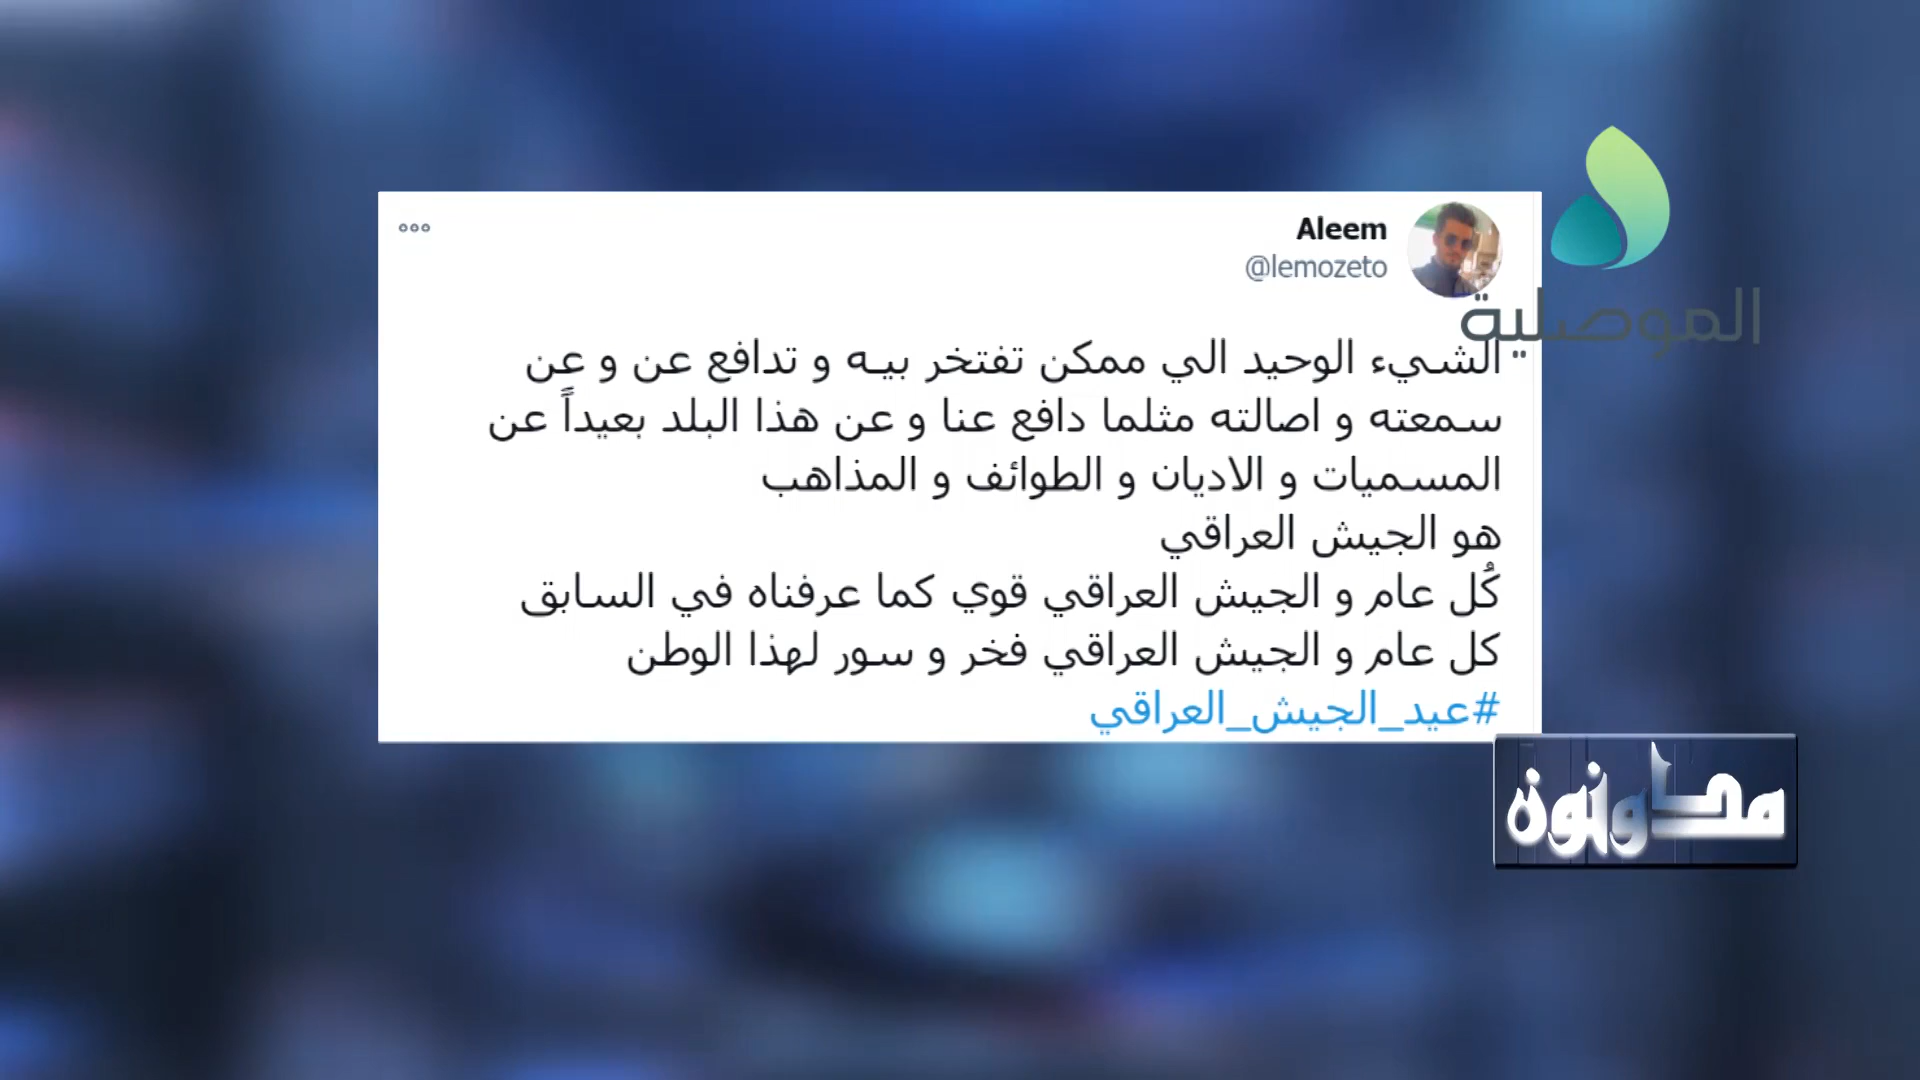 Aleem
@lemozeto
الموصلية
الشيء الوحيد الي ممكن تفتخر بيه و تدافع عن و عن
سمعته و اصالته مثلما دافع عنا و عن هذا البلد بعيداً عن
المسميات و الاديان و الطوائف و المذاهب
هو الجيش العراقي
كُل عام و الجيش العراقي قوي كما عرفناه في السابق
كل عام و الجيش العراقي فخر و سور لهذا الوطن
#عيد_الجيش_العراقي